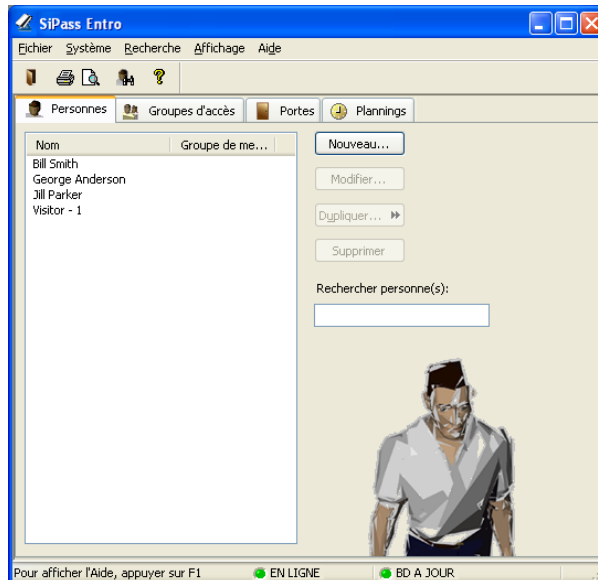 SiPass Entro
Fichier Système Recherche Affichage Aide
Personnes Groupes d'accès Portes Plannings
Nom Groupe de me...
Bill Smith
George Anderson
Jill Parker
Visitor - 1
Nouveau...
Modifier...
Dupliquer...
Supprimer
Rechercher personne(s):
Pour afficher l'Aide, appuyer sur F1 EN LIGNE BD A JOUR